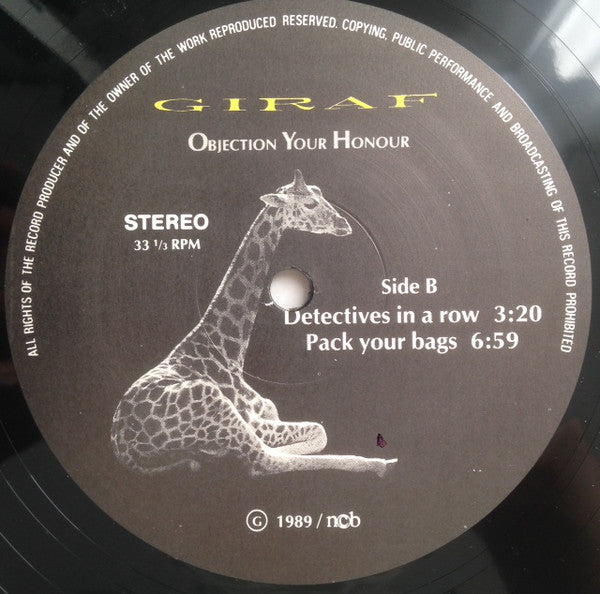 ALL RIGHTS OF THE RECORD PRODUCER AND OF THE OWNER OF THE WORK REPRODUCED RESERVED. COPYING, PUBLIC PERFORMANCE AND BROADCASTING OF THIS RECORD PROHIBITED
GIRAF
OBJECTION YOUR HONOUR
STEREO
33 1/3 RPM
Side B
Detectives in a row 3:20
Pack your bags 6:59
Ⓖ 1989 / ncb